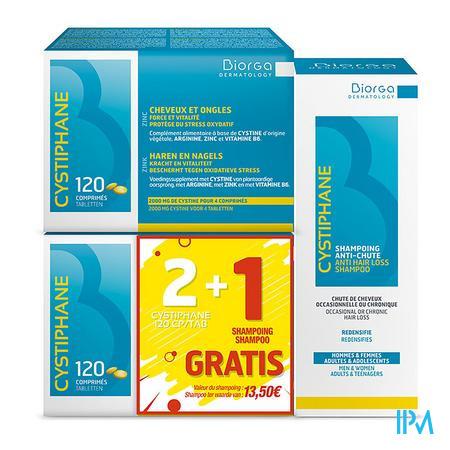 Biorga
DERMATOLOGY
CYSTIPHANE
120
COMPRIMÉS
TABLETTEN
ZINC
CHEVEUX ET ONGLES
FORCE ET VITALITÉ
PROTÈGE DU STRESS OXYDATIF
Complément alimentaire à base de CYSTINE d'origine
végétale, ARGININE, ZINC et VITAMINE B6.
ZINK
HAREN EN NAGELS
KRACHT EN VITALITEIT
BESCHERMT TEGEN OXIDATIEVE STRESS
Voedingssupplement met CYSTINE van plantaardige
oorsprong, met ARGININE, met ZINK en met VITAMINE B6.
2000 MG DE CYSTINE POUR 4 COMPRIMÉS
2000 MG CYSTINE VOOR 4 TABLETTEN
CYSTIPHANE
120
COMPRIMÉS
TABLETTEN
2+1
CYSTIPHANE
120 CP/TAB
SHAMPOING
SHAMPOO
GRATIS
Valeur du shampoing :
Shampoo ter waarde van :
13,50€
Biorga
DERMATOLOGY
CYSTIPHANE
SHAMPOING
ANTI-CHUTE
ANTI HAIR LOSS
SHAMPOO
CHUTE DE CHEVEUX
OCCASIONNELLE OU CHRONIQUE
OCCASIONAL OR CHRONIC
HAIR LOSS
REDENSIFIE
REDENSIFIES
HOMMES & FEMMES
ADULTES & ADOLESCENTS
MEN & WOMEN
ADULTS & TEENAGERS
IPM